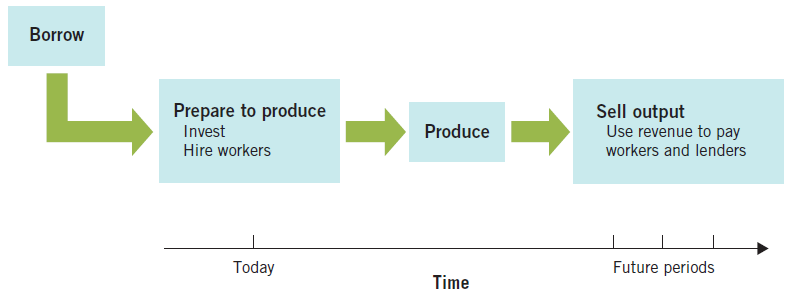 Borrow
Prepare to produce
Invest
Hire workers
Produce
Sell output
Use revenue to pay
workers and lenders
Today
Future periods
Time